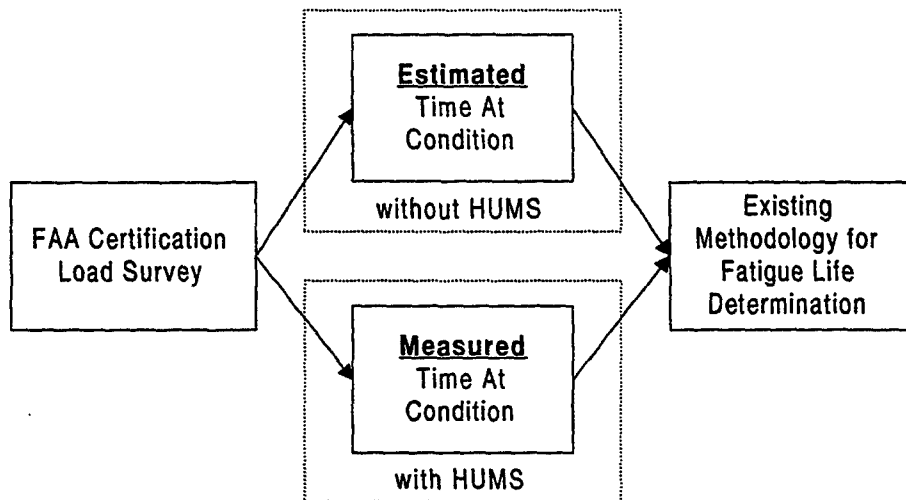 FAA Certification
Load Survey
Estimated
Time At
Condition
without HUMS
Measured
Time At
Condition
with HUMS
Existing
Methodology for
Fatigue Life
Determination